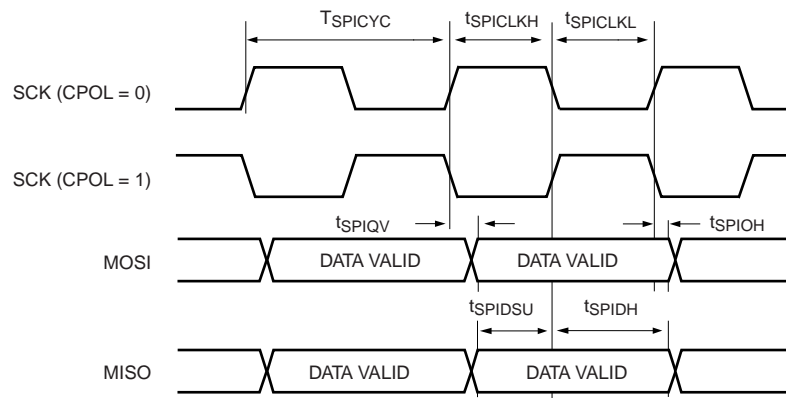 TSPICYC tSPICLKH tSPICLKL
SCK (CPOL = 0)
SCK (CPOL = 1)
tSPIQV tSPIOH
MOSI DATA VALID DATA VALID
tSPIDSU tSPIDH
MISO DATA VALID DATA VALID